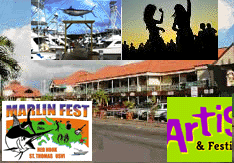 MARLIN FEST
RED HOOK
ST. THOMAS USVI
Artis
& Festi